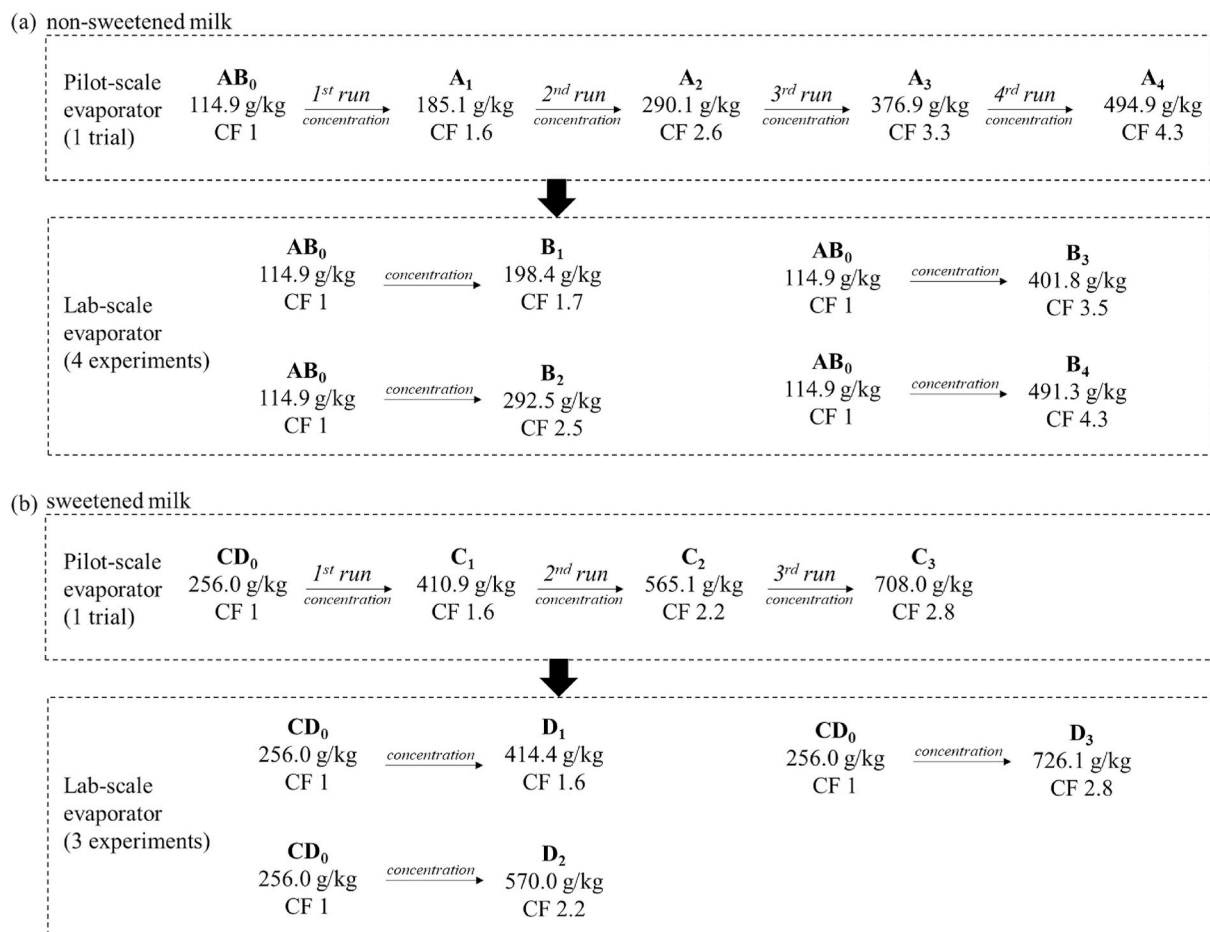 (a) non-sweetened milk
Pilot-scale
evaporator
(1 trial)
AB₀
114.9 g/kg
CF 1
1ˢᵗ run
concentration
A₁
185.1 g/kg
CF 1.6
2ⁿᵈ run
concentration
A₂
290.1 g/kg
CF 2.6
3ʳᵈ run
concentration
A₃
376.9 g/kg
CF 3.3
4ʳᵈ run
concentration
A₄
494.9 g/kg
CF 4.3
Lab-scale
evaporator
(4 experiments)
AB₀
114.9 g/kg
CF 1
concentration
B₁
198.4 g/kg
CF 1.7
AB₀
114.9 g/kg
CF 1
concentration
B₃
401.8 g/kg
CF 3.5
AB₀
114.9 g/kg
CF 1
concentration
B₂
292.5 g/kg
CF 2.5
AB₀
114.9 g/kg
CF 1
concentration
B₄
491.3 g/kg
CF 4.3
(b) sweetened milk
Pilot-scale
evaporator
(1 trial)
CD₀
256.0 g/kg
CF 1
1ˢᵗ run
concentration
C₁
410.9 g/kg
CF 1.6
2ⁿᵈ run
concentration
C₂
565.1 g/kg
CF 2.2
3ʳᵈ run
concentration
C₃
708.0 g/kg
CF 2.8
Lab-scale
evaporator
(3 experiments)
CD₀
256.0 g/kg
CF 1
concentration
D₁
414.4 g/kg
CF 1.6
CD₀
256.0 g/kg
CF 1
concentration
D₃
726.1 g/kg
CF 2.8
CD₀
256.0 g/kg
CF 1
concentration
D₂
570.0 g/kg
CF 2.2